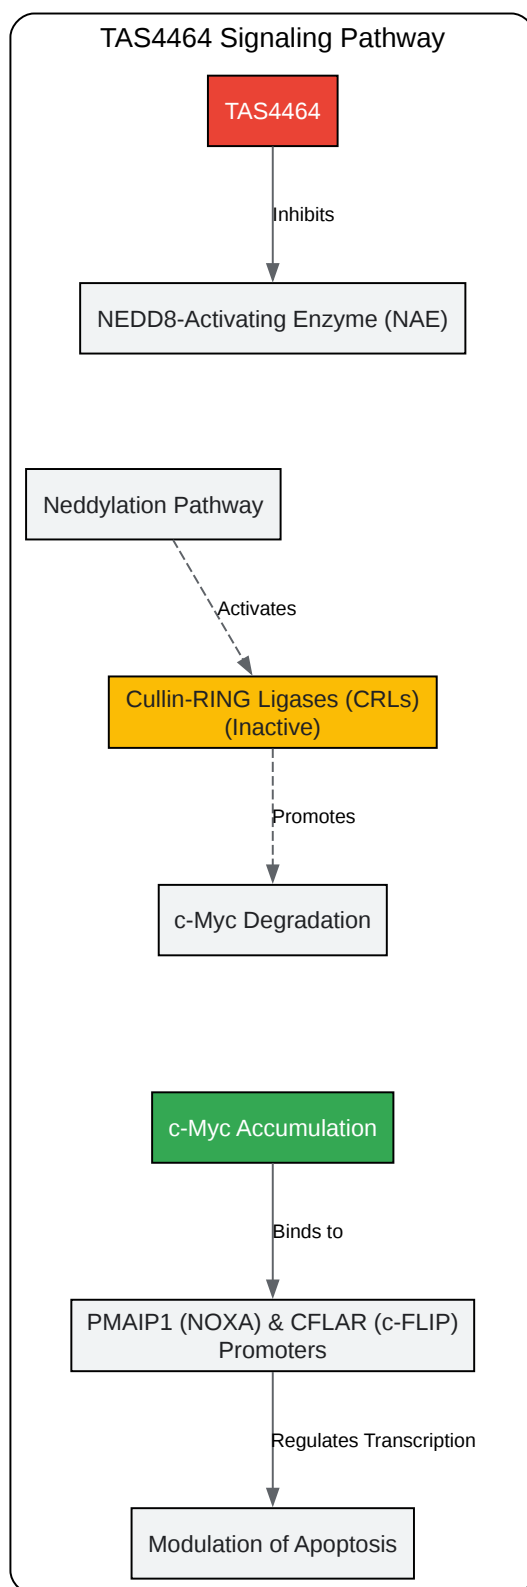 TAS4464 Signaling Pathway
TAS4464
Inhibits
NEDD8-Activating Enzyme (NAE)
Neddylation Pathway
Activates
Cullin-RING Ligases (CRLs)
(Inactive)
Promotes
c-Myc Degradation
c-Myc Accumulation
Binds to
PMAIP1 (NOXA) & CFLAR (c-FLIP)
Promoters
Regulates Transcription
Modulation of Apoptosis